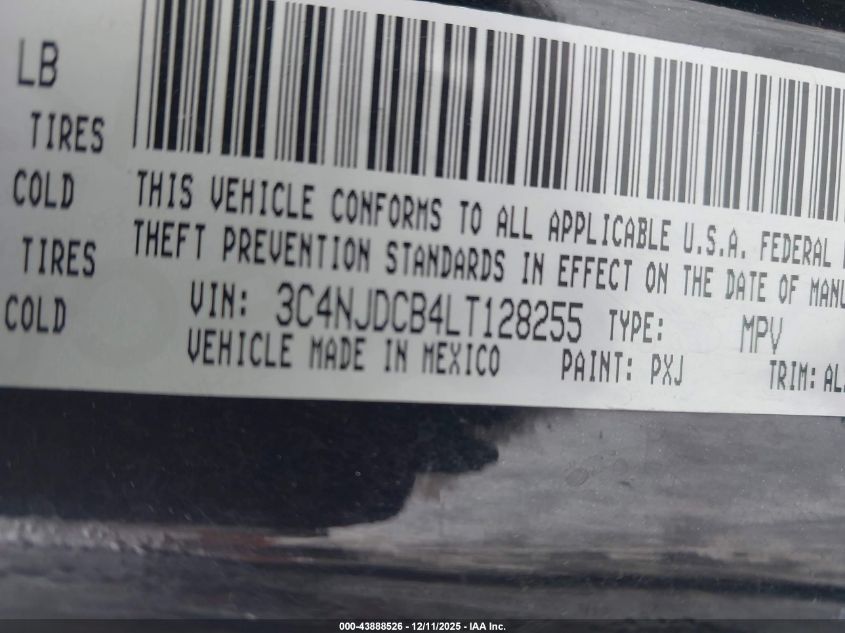 LB
TIRES
COLD
TIRES
COLD
THIS VEHICLE CONFORMS TO ALL APPLICABLE U.S.A. FEDERAL
THEFT PREVENTION STANDARDS IN EFFECT ON THE DATE OF MANU
VIN: 3C4NJDCB4LT128255 TYPE: MPV
VEHICLE MADE IN MEXICO PAINT: PXJ TRIM: AL
000-43888526 - 12/11/2025 - IAA Inc.